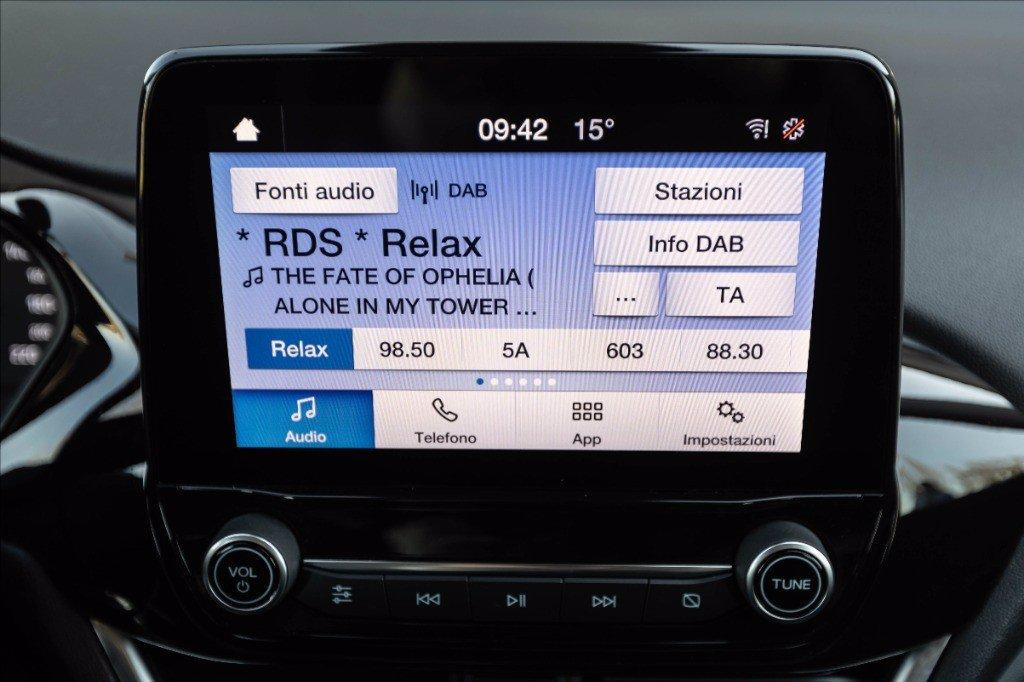 09:42 15°
Fonti audio DAB Stazioni
* RDS * Relax Info DAB
THE FATE OF OPHELIA (
ALONE IN MY TOWER ...
... TA
Relax 98.50 5A 603 88.30
Audio Telefono App Impostazioni
VOL TUNE